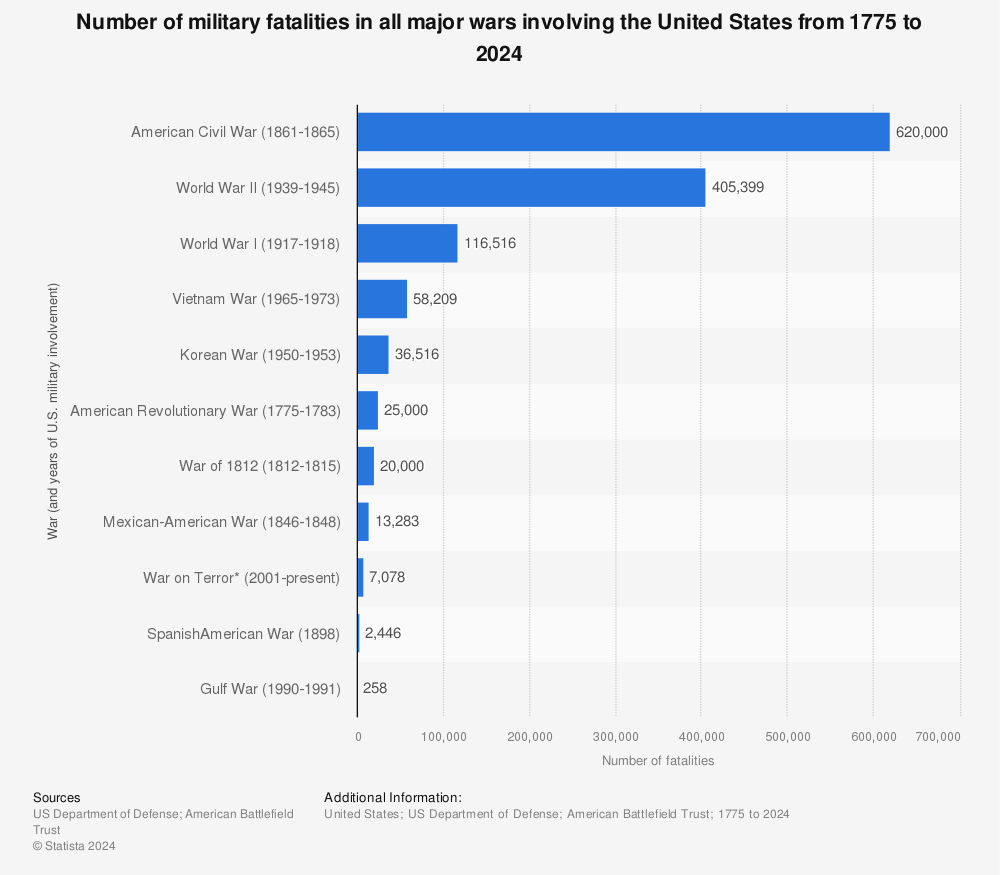 Number of military fatalities in all major wars involving the United States from 1775 to
2024
War (and years of U.S. military involvement)
American Civil War (1861-1865) 620,000
World War II (1939-1945) 405,399
World War I (1917-1918) 116,516
Vietnam War (1965-1973) 58,209
Korean War (1950-1953) 36,516
American Revolutionary War (1775-1783) 25,000
War of 1812 (1812-1815) 20,000
Mexican-American War (1846-1848) 13,283
War on Terror* (2001-present) 7,078
SpanishAmerican War (1898) 2,446
Gulf War (1990-1991) 258
0 100,000 200,000 300,000 400,000 500,000 600,000 700,000
Number of fatalities
Sources
US Department of Defense; American Battlefield
Trust
© Statista 2024
Additional Information:
United States; US Department of Defense; American Battlefield Trust; 1775 to 2024